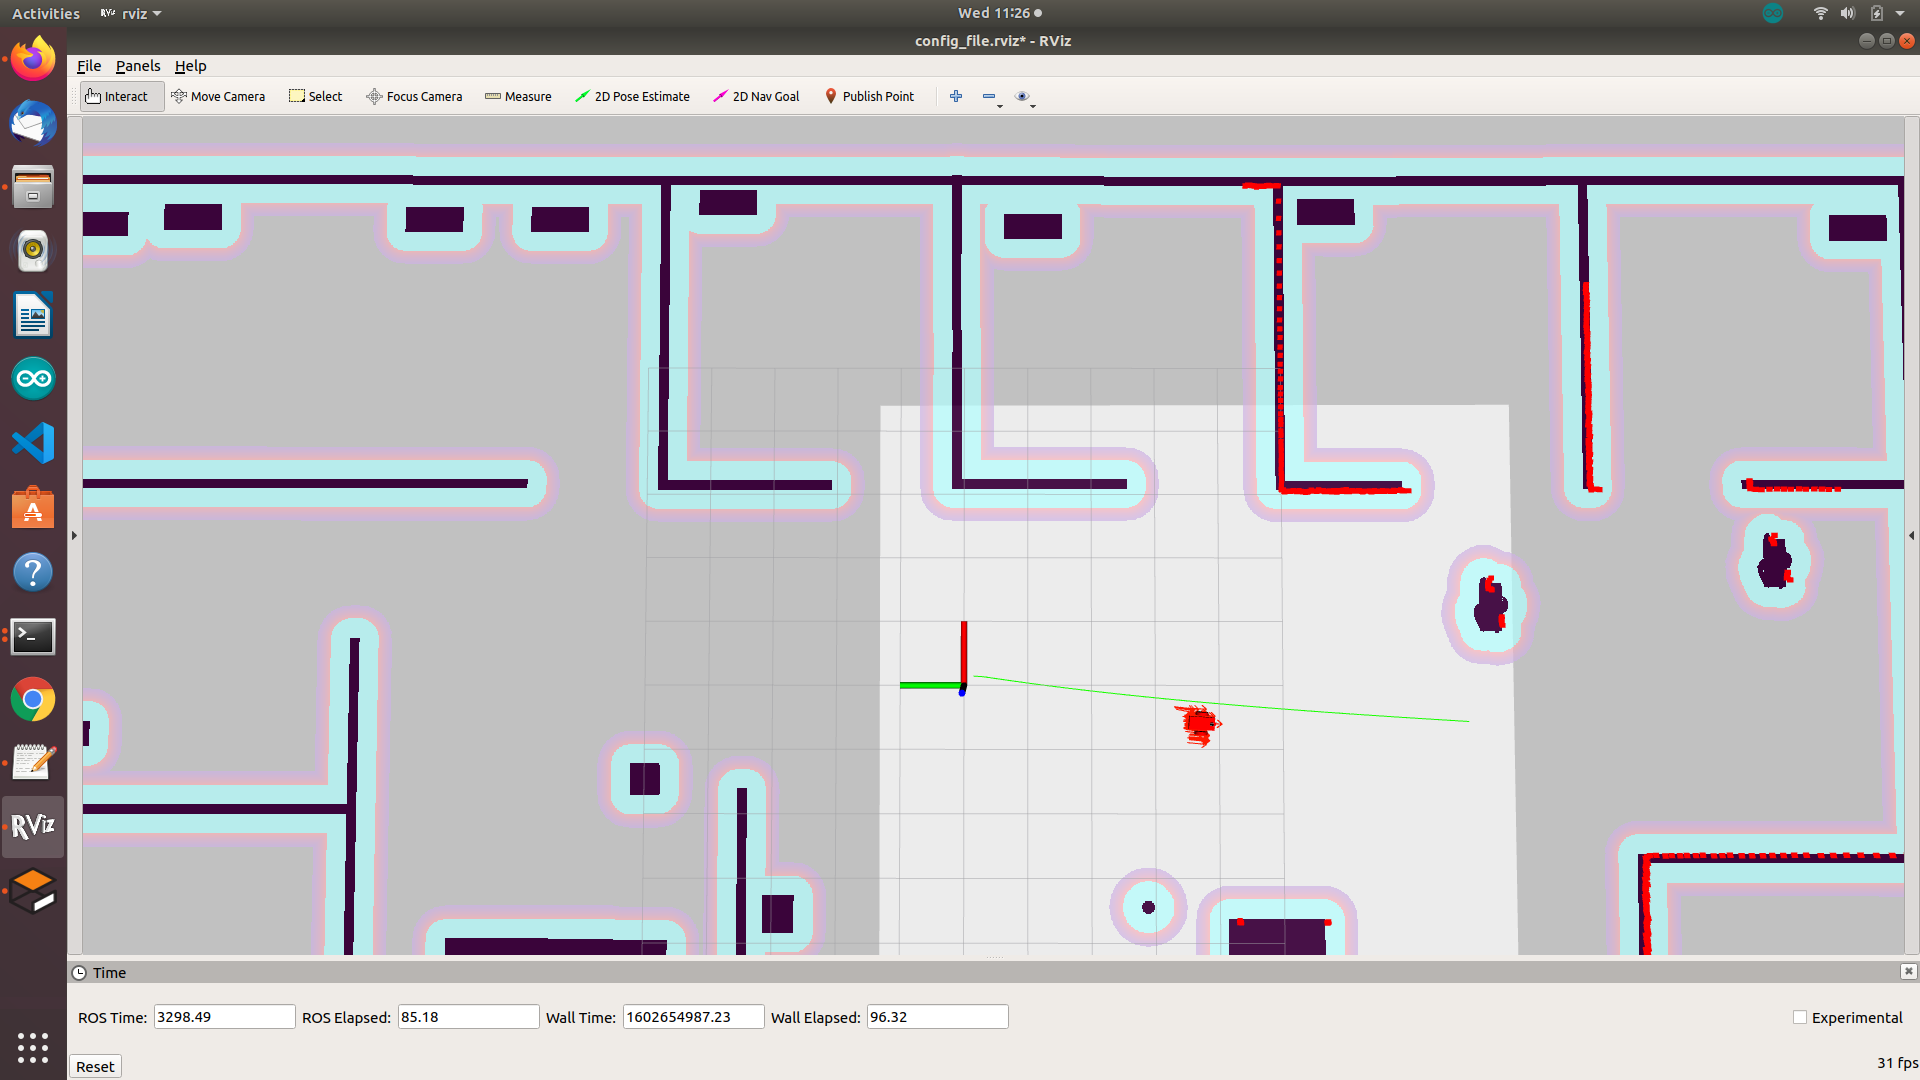 Activities RViz rviz Wed 11:26
config_file.rviz* - RViz
File Panels Help
Interact Move Camera Select Focus Camera Measure 2D Pose Estimate 2D Nav Goal Publish Point
Time
ROS Time: 3298.49 ROS Elapsed: 85.18 Wall Time: 1602654987.23 Wall Elapsed: 96.32 Experimental
Reset 31 fps
RViz